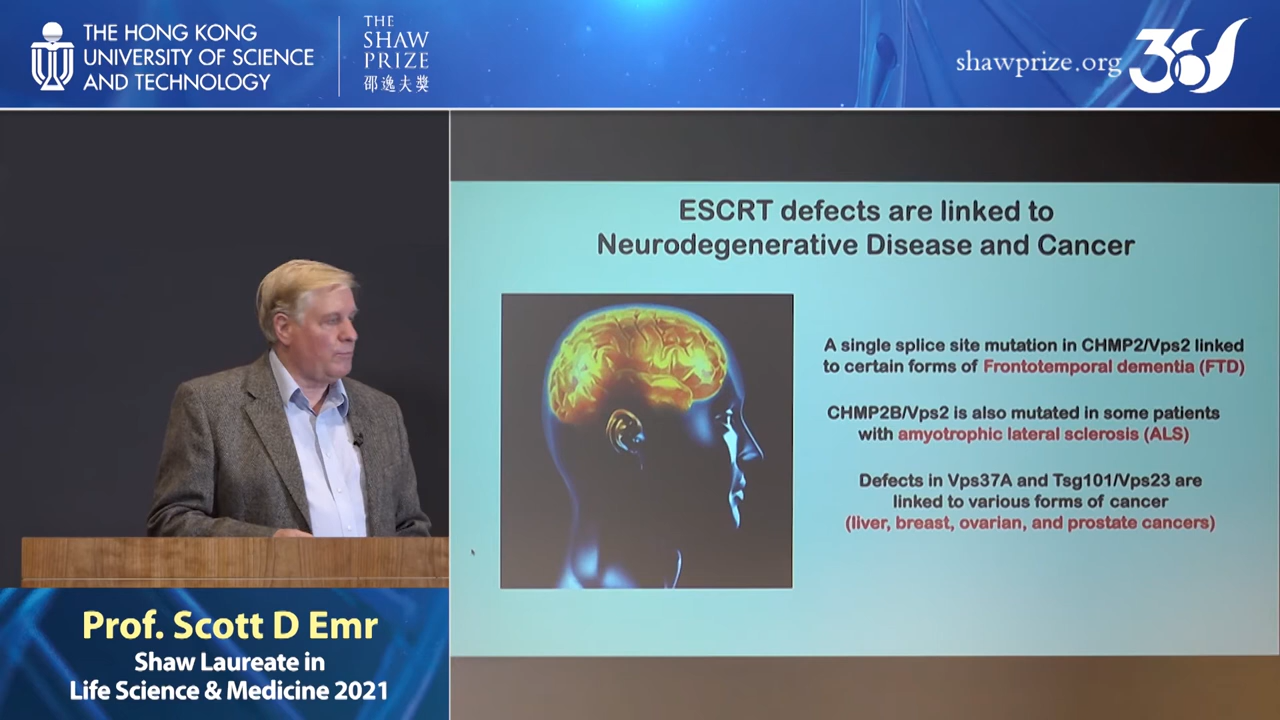 THE HONG KONG
UNIVERSITY OF SCIENCE
AND TECHNOLOGY
THE
SHAW
PRIZE
邵逸夫獎
shawprize.org
36
ESCRT defects are linked to
Neurodegenerative Disease and Cancer
A single splice site mutation in CHMP2/Vps2 linked
to certain forms of Frontotemporal dementia (FTD)
CHMP2B/Vps2 is also mutated in some patients
with amyotrophic lateral sclerosis (ALS)
Defects in Vps37A and Tsg101/Vps23 are
linked to various forms of cancer
(liver, breast, ovarian, and prostate cancers)
Prof. Scott D Emr
Shaw Laureate in
Life Science & Medicine 2021